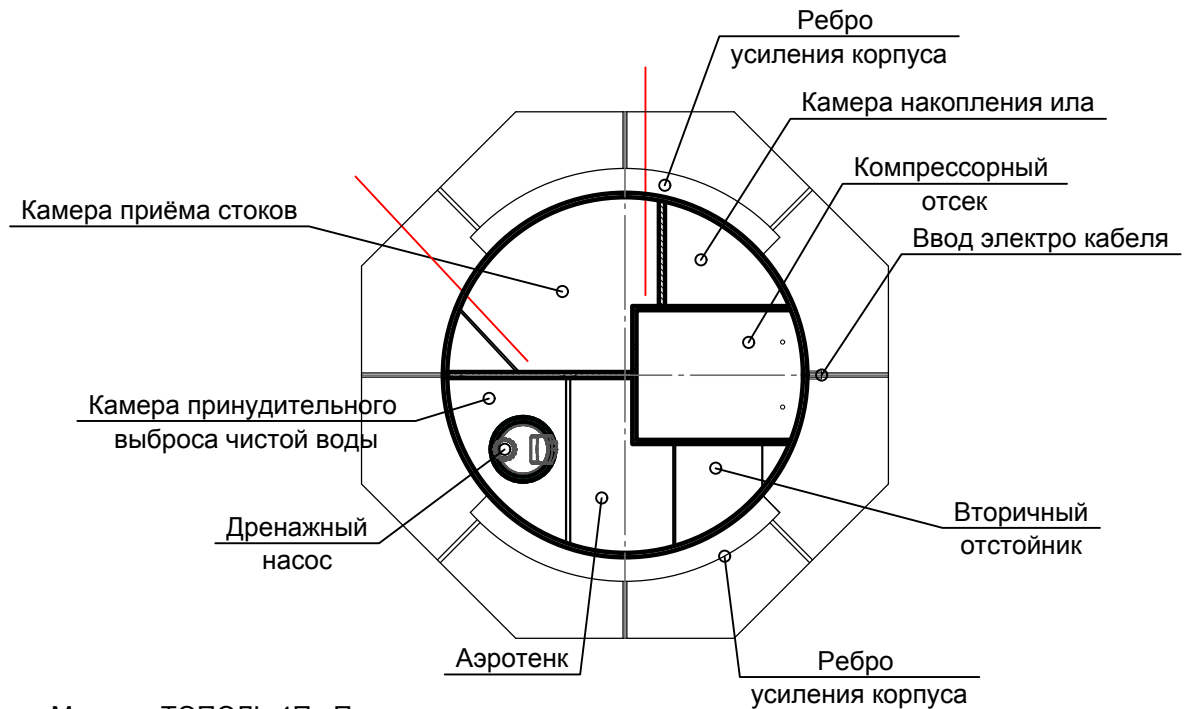 Ребро
усиления корпуса
Камера накопления ила
Компрессорный
отсек
Камера приёма стоков
Ввод электро кабеля
Камера принудительного
выброса чистой воды
Дренажный
насос
Вторичный
отстойник
Аэротенк
Ребро
усиления корпуса